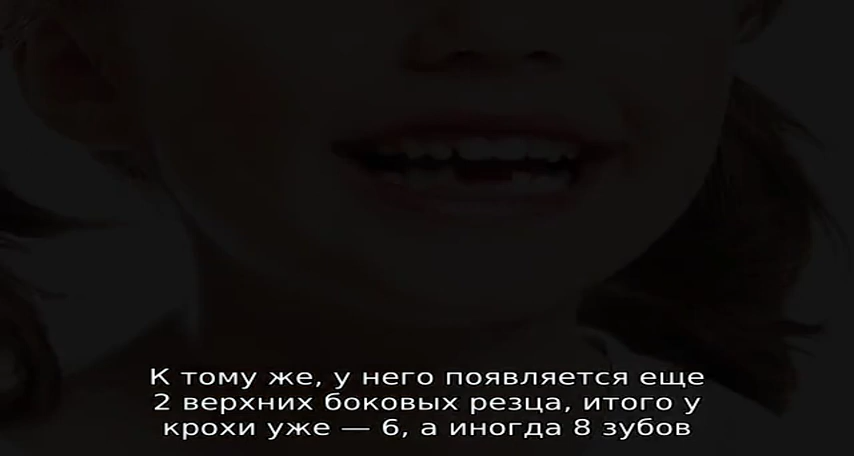 К тому же, у него появляется еще
2 верхних боковых резца, итого у
крохи уже — 6, а иногда 8 зубов